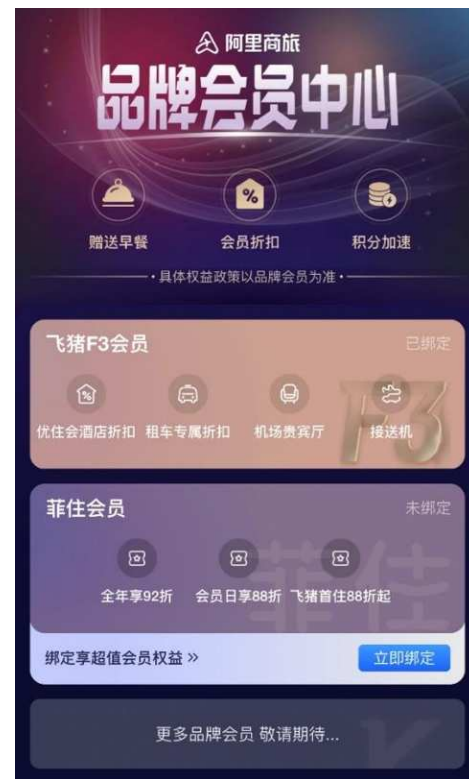 阿里商旅
品牌会员中心
%
赠送早餐 会员折扣 积分加速
· 具体权益政策以品牌会员为准 ·
飞猪F3会员 已绑定
%
F3
优住会酒店折扣 租车专属折扣 机场贵宾厅 接送机
菲住会员 未绑定
菲住
全年享92折 会员日享88折 飞猪首住88折起
绑定享超值会员权益 » 立即绑定
更多品牌会员 敬请期待...